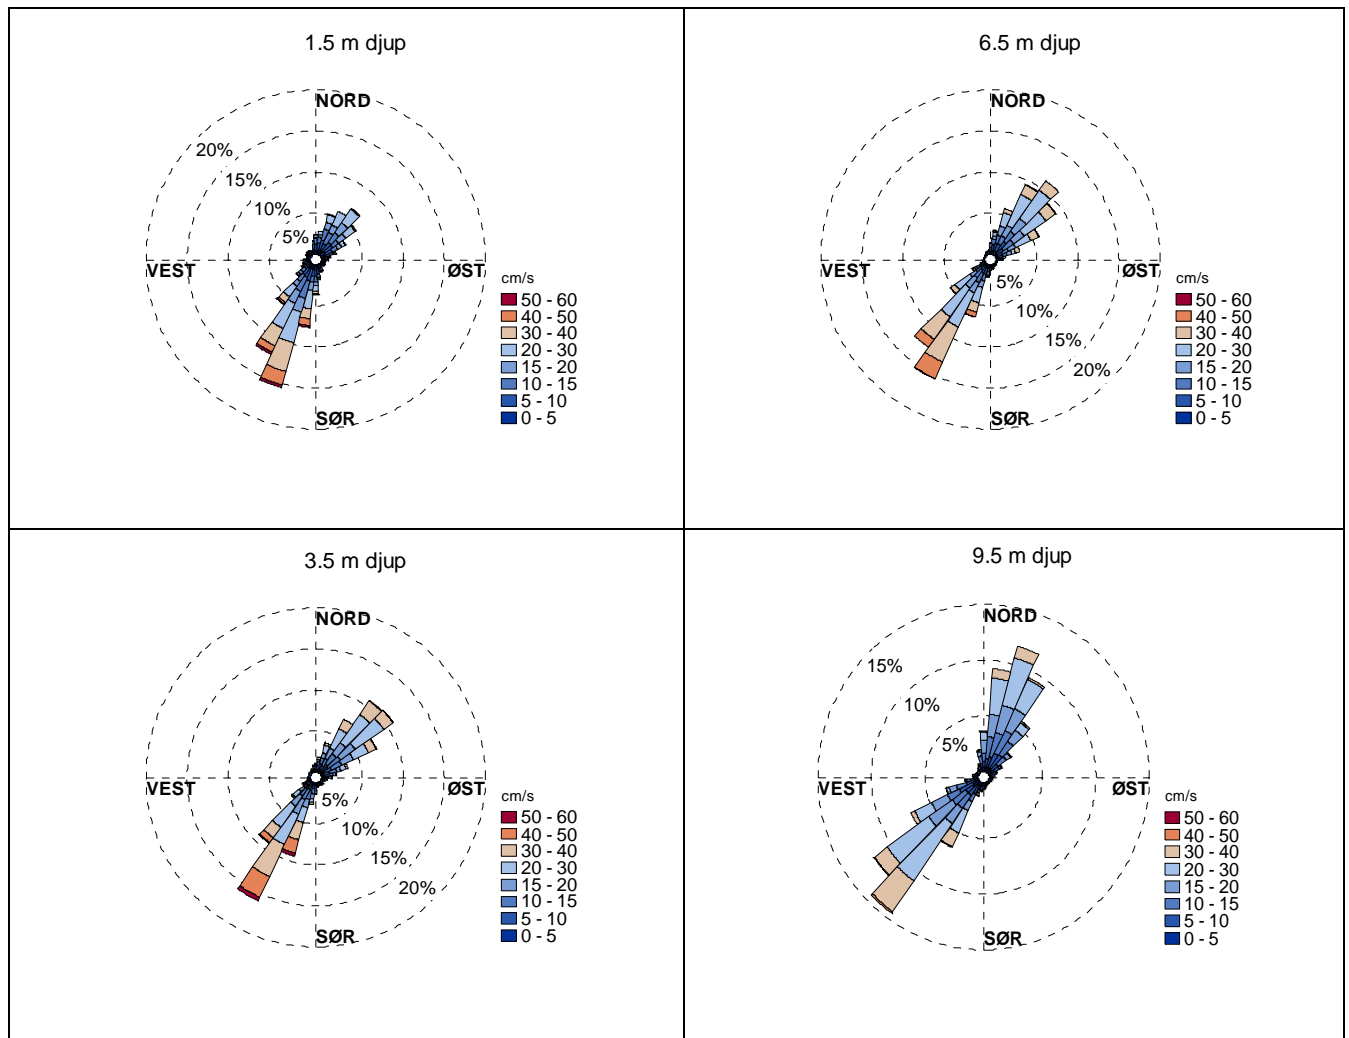 1.5 m djup
NORD
20%
15%
10%
5%
VEST
ØST
SØR
cm/s
50 - 60
40 - 50
30 - 40
20 - 30
15 - 20
10 - 15
5 - 10
0 - 5
6.5 m djup
NORD
VEST
ØST
5%
10%
15%
20%
SØR
cm/s
50 - 60
40 - 50
30 - 40
20 - 30
15 - 20
10 - 15
5 - 10
0 - 5
3.5 m djup
NORD
VEST
ØST
5%
10%
15%
20%
SØR
cm/s
50 - 60
40 - 50
30 - 40
20 - 30
15 - 20
10 - 15
5 - 10
0 - 5
9.5 m djup
NORD
15%
10%
5%
VEST
ØST
SØR
cm/s
50 - 60
40 - 50
30 - 40
20 - 30
15 - 20
10 - 15
5 - 10
0 - 5